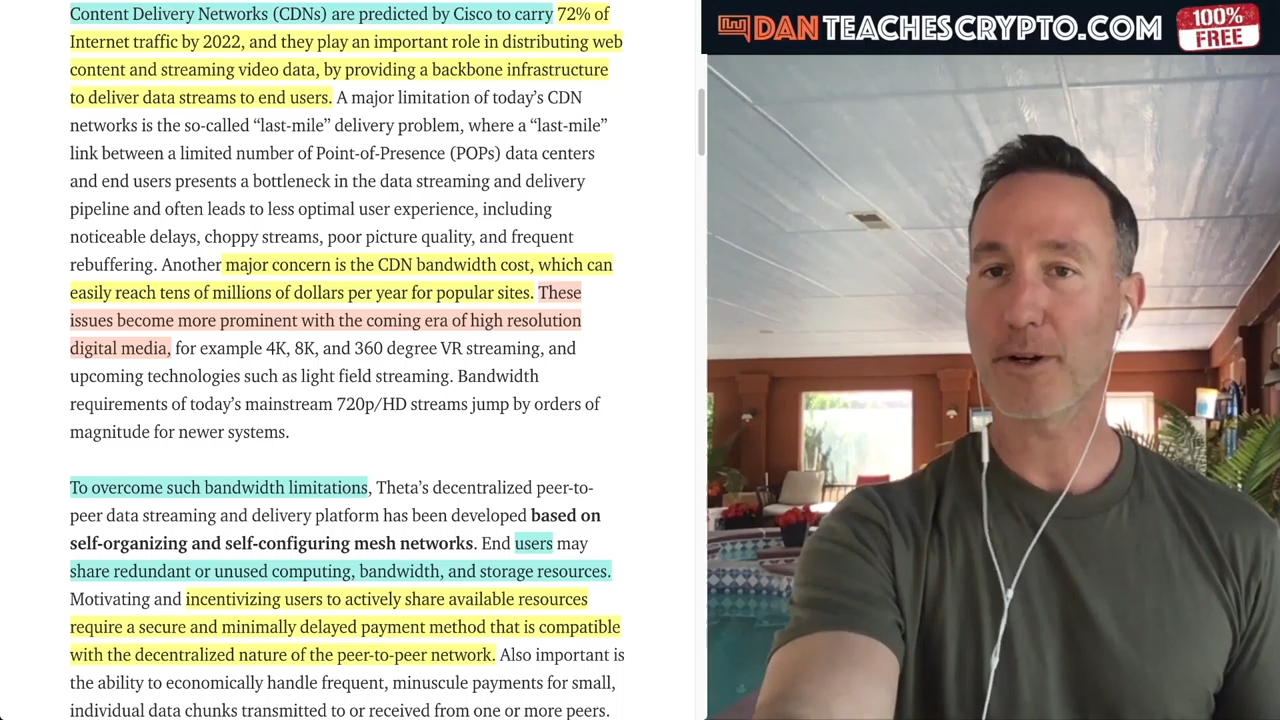 Content Delivery Networks (CDNs) are predicted by Cisco to carry 72% of
Internet traffic by 2022, and they play an important role in distributing web
content and streaming video data, by providing a backbone infrastructure
to deliver data streams to end users. A major limitation of today’s CDN
networks is the so-called “last-mile” delivery problem, where a “last-mile”
link between a limited number of Point-of-Presence (POPs) data centers
and end users presents a bottleneck in the data streaming and delivery
pipeline and often leads to less optimal user experience, including
noticeable delays, choppy streams, poor picture quality, and frequent
rebuffering. Another major concern is the CDN bandwidth cost, which can
easily reach tens of millions of dollars per year for popular sites. These
issues become more prominent with the coming era of high resolution
digital media, for example 4K, 8K, and 360 degree VR streaming, and
upcoming technologies such as light field streaming. Bandwidth
requirements of today’s mainstream 720p/HD streams jump by orders of
magnitude for newer systems.
To overcome such bandwidth limitations, Theta’s decentralized peer-to-
peer data streaming and delivery platform has been developed based on
self-organizing and self-configuring mesh networks. End users may
share redundant or unused computing, bandwidth, and storage resources.
Motivating and incentivizing users to actively share available resources
require a secure and minimally delayed payment method that is compatible
with the decentralized nature of the peer-to-peer network. Also important is
the ability to economically handle frequent, minuscule payments for small,
individual data chunks transmitted to or received from one or more peers.
DANTEACHESCRYPTO.COM
100%
FREE